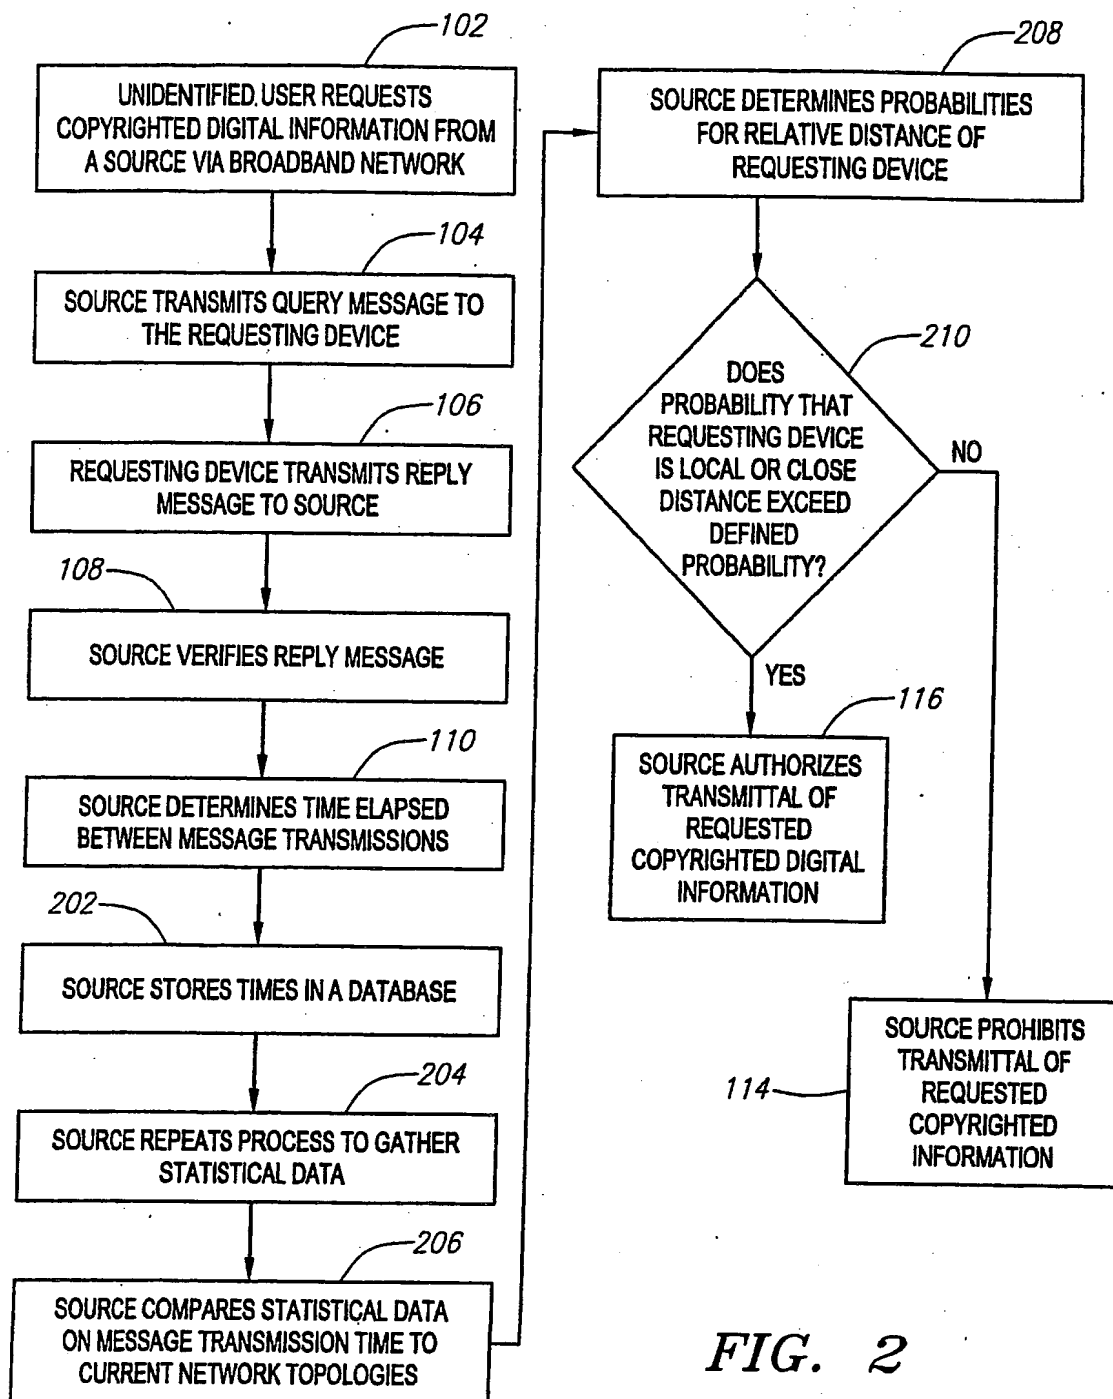 102
UNIDENTIFIED USER REQUESTS
COPYRIGHTED DIGITAL INFORMATION FROM
A SOURCE VIA BROADBAND NETWORK
104
SOURCE TRANSMITS QUERY MESSAGE TO
THE REQUESTING DEVICE
106
REQUESTING DEVICE TRANSMITS REPLY
MESSAGE TO SOURCE
108
SOURCE VERIFIES REPLY MESSAGE
110
SOURCE DETERMINES TIME ELAPSED
BETWEEN MESSAGE TRANSMISSIONS
202
SOURCE STORES TIMES IN A DATABASE
204
SOURCE REPEATS PROCESS TO GATHER
STATISTICAL DATA
206
SOURCE COMPARES STATISTICAL DATA
ON MESSAGE TRANSMISSION TIME TO
CURRENT NETWORK TOPOLOGIES
208
SOURCE DETERMINES PROBABILITIES
FOR RELATIVE DISTANCE OF
REQUESTING DEVICE
210
DOES
PROBABILITY THAT
REQUESTING DEVICE
IS LOCAL OR CLOSE
DISTANCE EXCEED
DEFINED
PROBABILITY?
NO
YES
116
SOURCE AUTHORIZES
TRANSMITTAL OF
REQUESTED
COPYRIGHTED DIGITAL
INFORMATION
114
SOURCE PROHIBITS
TRANSMITTAL OF
REQUESTED
COPYRIGHTED
INFORMATION
FIG. 2